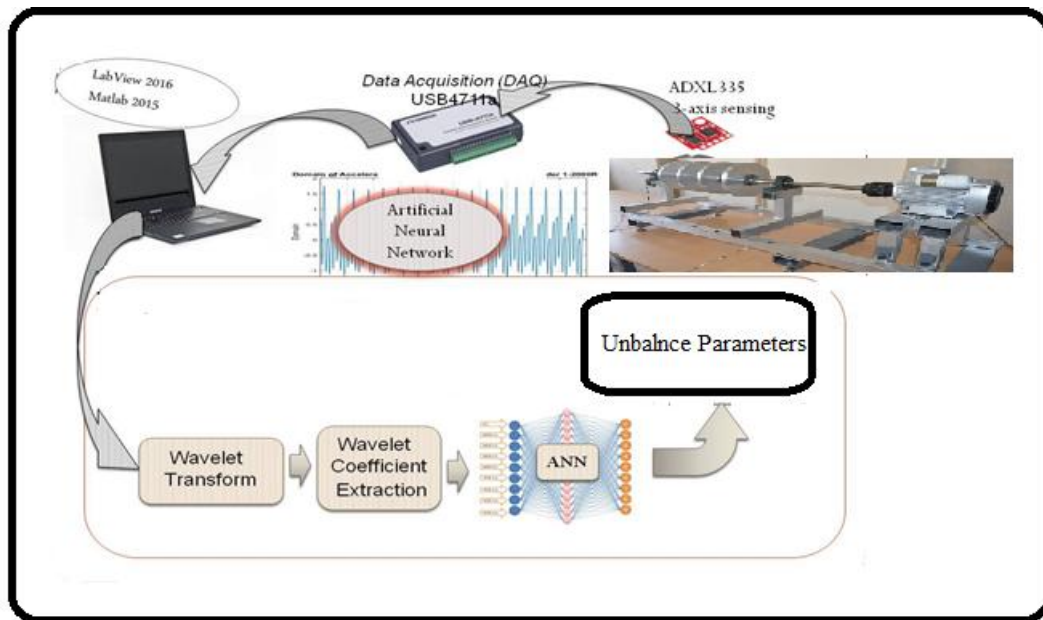 LabView 2016
Matlab 2015
Data Acquisition (DAQ)
USB4711a
ADXL335
3-axis sensing
Artificial
Neural
Network
Unbalnce Parameters
Wavelet
Transform
Wavelet
Coefficient
Extraction
ANN